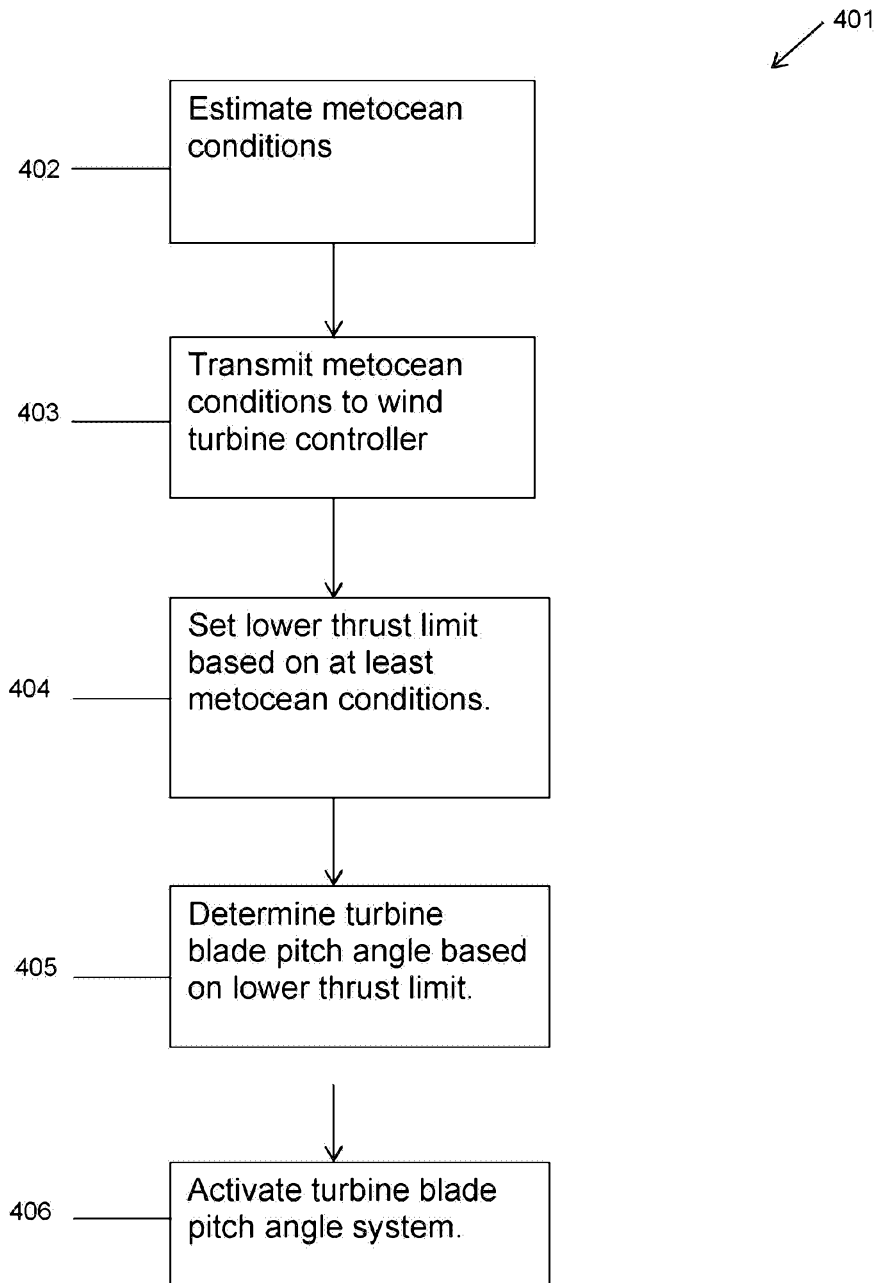 401
Estimate metocean
conditions
402
Transmit metocean
conditions to wind
turbine controller
403
Set lower thrust limit
based on at least
metocean conditions.
404
Determine turbine
blade pitch angle based
on lower thrust limit.
405
Activate turbine blade
pitch angle system.
406